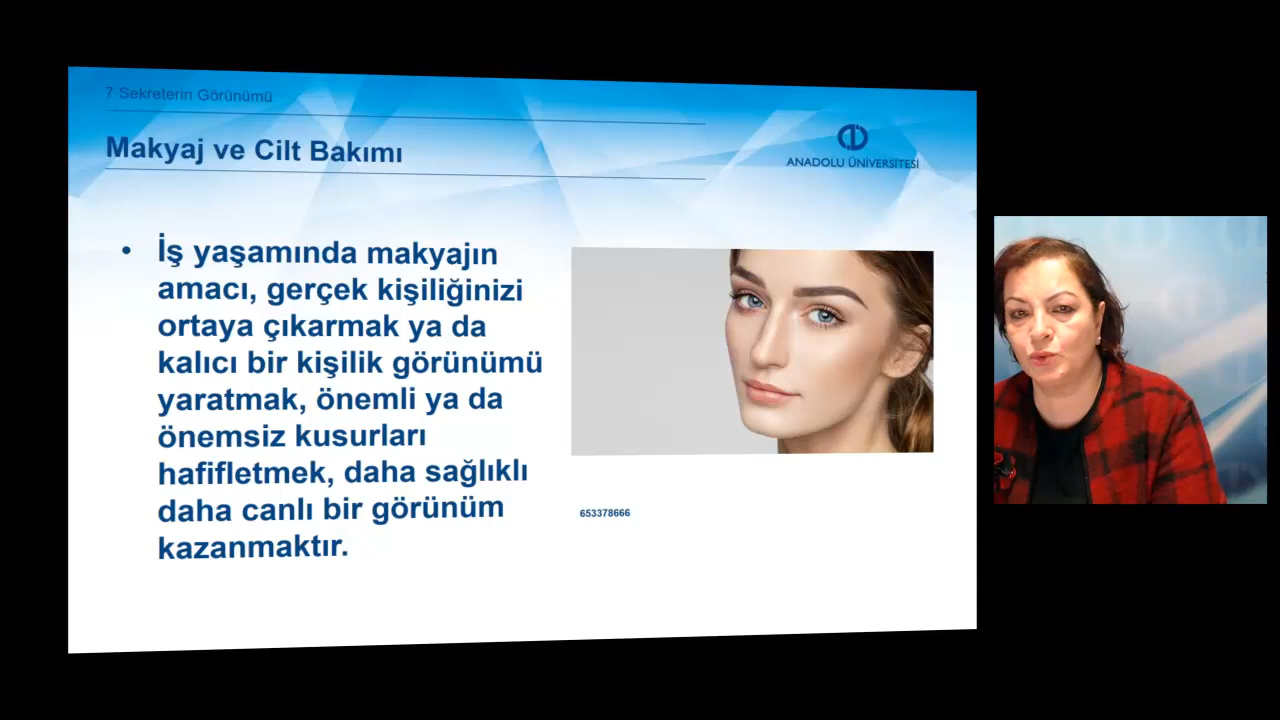 7 Sekreterin Görünümü
Makyaj ve Cilt Bakımı
ANADOLU ÜNİVERSİTESİ
• İş yaşamında makyajın
amacı, gerçek kişiliğinizi
ortaya çıkarmak ya da
kalıcı bir kişilik görünümü
yaratmak, önemli ya da
önemsiz kusurları
hafifletmek, daha sağlıklı
daha canlı bir görünüm
kazanmaktır.
653378666